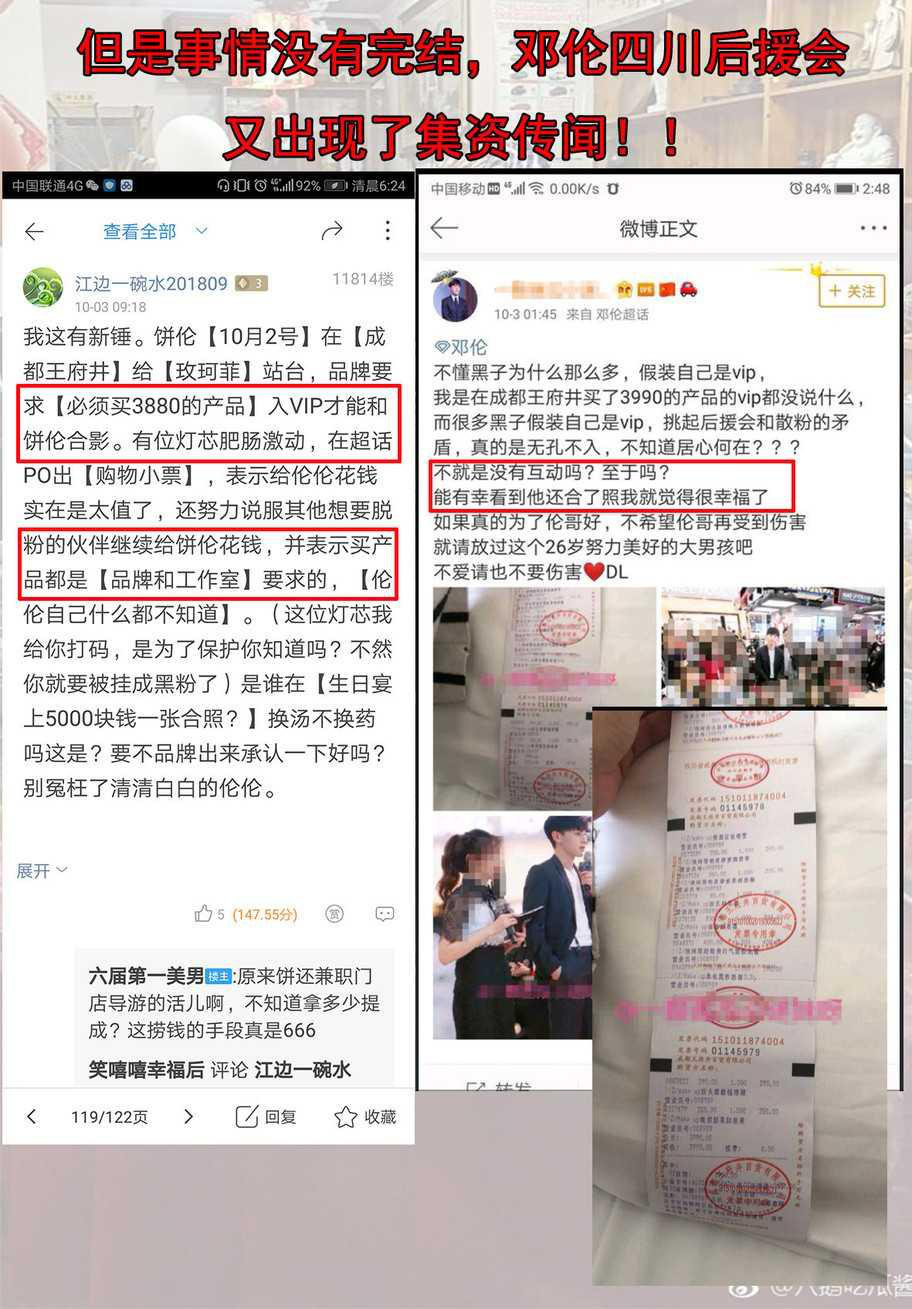 但是事情没有完结，邓伦四川后援会
又出现了集资传闻！！
中国联通4G 92% 清晨6:24
查看全部
江边一碗水201809 3
11814楼
10-03 09:18
我这有新锤。饼伦【10月2号】在【成
都王府井】给【玫珂菲】站台，品牌要
求【必须买3880的产品】入VIP才能和
饼伦合影。有位灯芯肥肠激动，在超话
PO出【购物小票】，表示给伦伦花钱
实在是太值了，还努力说服其他想要脱
粉的伙伴继续给饼伦花钱，并表示买产
品都是【品牌和工作室】要求的，【伦
伦自己什么都不知道】。（这位灯芯我
给你打码，是为了保护你知道吗？不然
你就要被挂成黑粉了）是谁在【生日宴
上5000块钱一张合照？】换汤不换药
吗这是？要不品牌出来承认一下好吗？
别冤枉了清清白白的伦伦。
展开
5 (147.55分) 赏
六届第一美男 楼主:原来饼还兼职门
店导游的活儿啊，不知道拿多少提
成？这捞钱的手段真是666
笑嘻嘻幸福后 评论 江边一碗水
119/122页 回复 收藏
中国移动 HD 0.00K/s 84% 2:48
微博正文
+ 关注
10-3 01:45 来自 邓伦超话
邓伦
不懂黑子为什么那么多，假装自己是vip，
我是在成都王府井买了3990的产品的vip都没说什么，
而很多黑子假装自己是vip，挑起后援会和散粉的矛
盾，真的是无孔不入，不知道居心何在？？？
不就是没有互动吗？至于吗？
能有幸看到他还合了照我就觉得很幸福了
如果真的为了伦哥好，不希望伦哥再受到伤害
就请放过这个26岁努力美好的大男孩吧
不爱请也不要伤害❤DL
转发
发票代码 151011874004
发票号码 01145978
发票专用章
发票代码 151011874004
发票号码 01145979